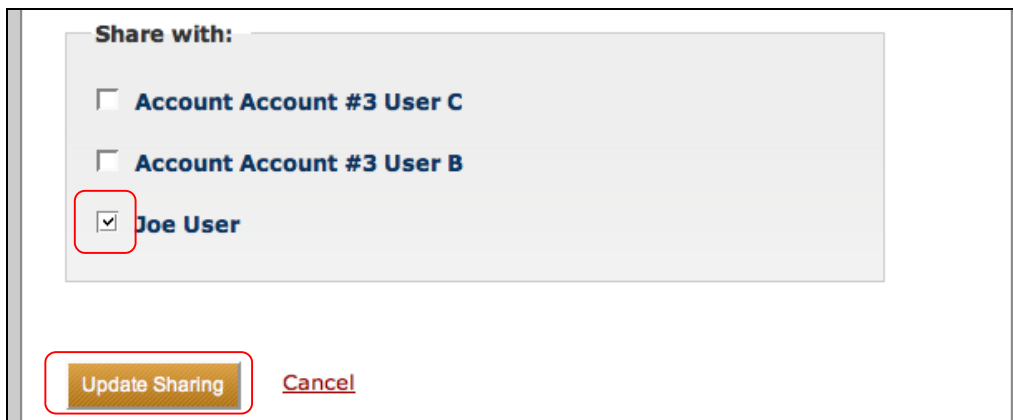 Share with:
Account Account #3 User C
Account Account #3 User B
Joe User
Update Sharing Cancel